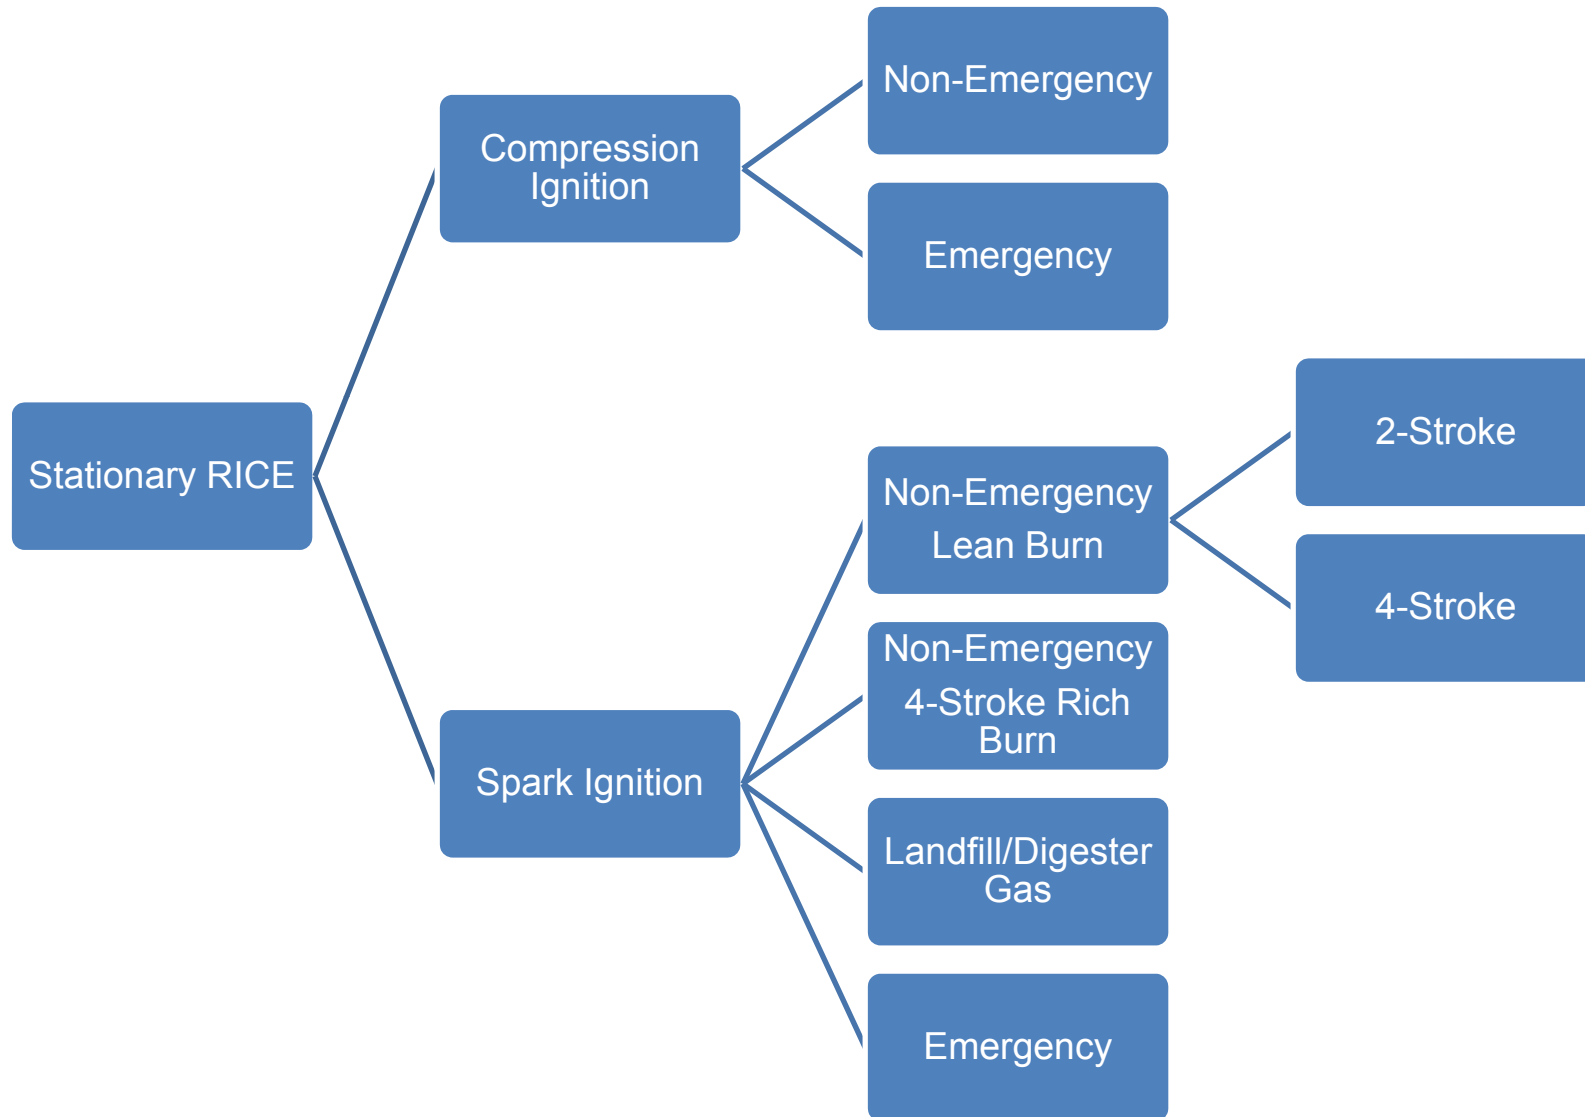 Stationary RICE
Compression
Ignition
Non-Emergency
Emergency
Spark Ignition
Non-Emergency
Lean Burn
2-Stroke
4-Stroke
Non-Emergency
4-Stroke Rich
Burn
Landfill/Digester
Gas
Emergency